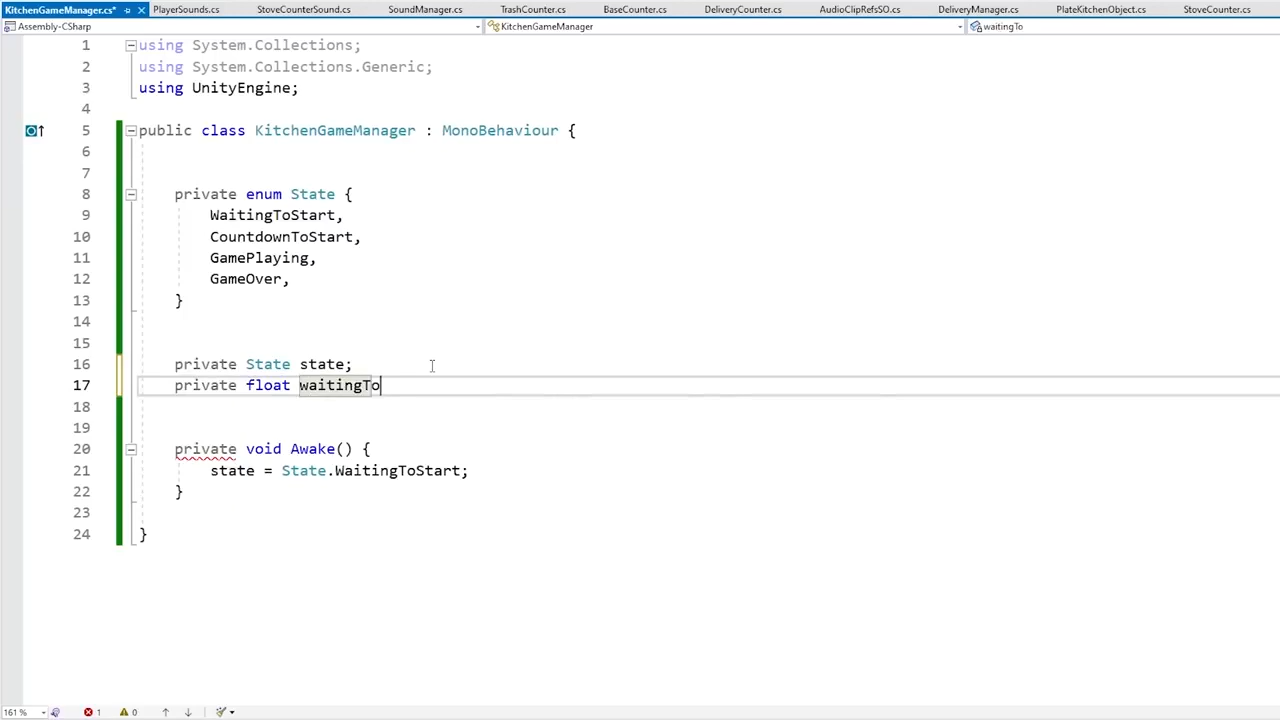 KitchenGameManager.cs* PlayerSounds.cs StoveCounterSound.cs SoundManager.cs TrashCounter.cs BaseCounter.cs DeliveryCounter.cs AudioClipRefsSO.cs DeliveryManager.cs PlateKitchenObject.cs StoveCounter.cs
Assembly-CSharp KitchenGameManager waitingTo
1 using System.Collections;
2 using System.Collections.Generic;
3 using UnityEngine;
4
5 public class KitchenGameManager : MonoBehaviour {
6
7
8 private enum State {
9 WaitingToStart,
10 CountdownToStart,
11 GamePlaying,
12 GameOver,
13 }
14
15
16 private State state;
17 private float waitingTo
18
19
20 private void Awake() {
21 state = State.WaitingToStart;
22 }
23
24 }
161 % 1 0